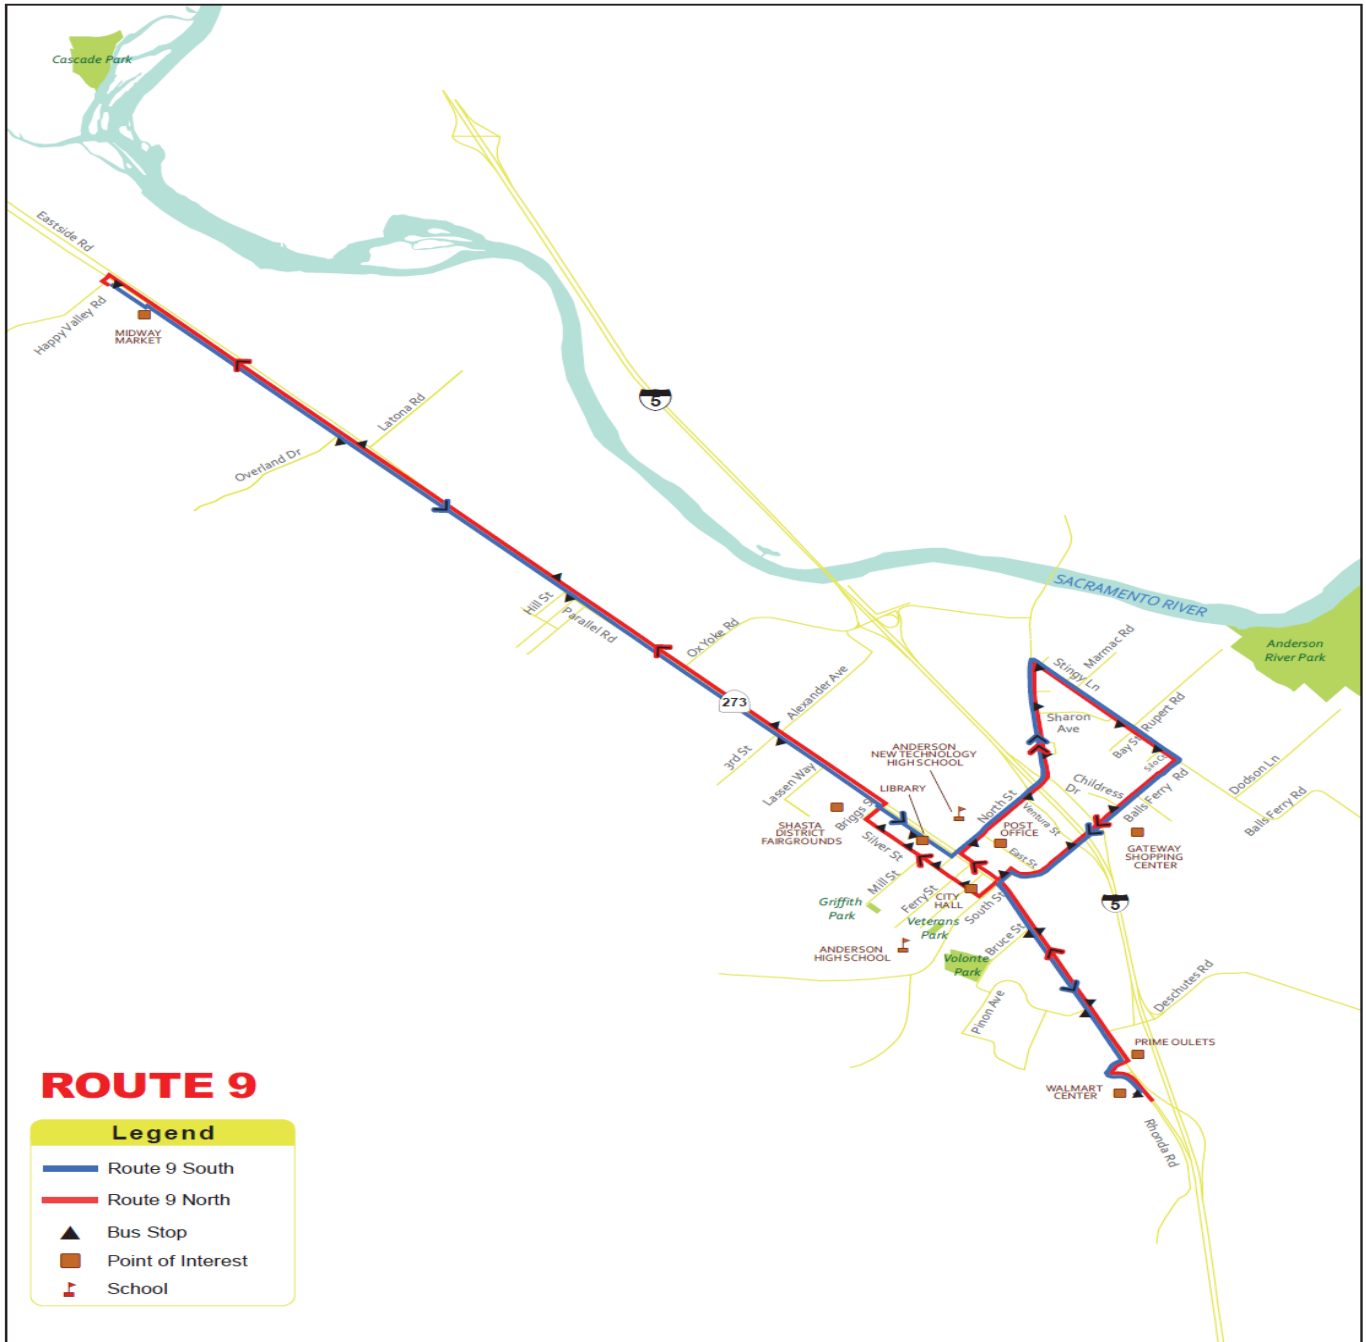 Cascade Park
Eastside Rd
Happy Valley Rd
MIDWAY
MARKET
Latona Rd
Overland Dr
5
Hill St
Parallel Rd
Ox Yoke Rd
SACRAMENTO RIVER
Anderson
River Park
Marmac Rd
Stingy Ln
273
Alexander Ave
3rd St
Rupert Rd
Sharon
Ave
Bay St
Silo Ct
ANDERSON
NEW TECHNOLOGY
HIGH SCHOOL
Lassen Way
LIBRARY
North St
Childress
Dr
Balls Ferry Rd
Dodson Ln
Balls Ferry Rd
Briggs St
SHASTA
DISTRICT
FAIRGROUNDS
Ventura St
POST
OFFICE
East St
GATEWAY
SHOPPING
CENTER
Silver St
Mill St
Ferry St
CITY
HALL
South St
5
Griffith
Park
Veterans
Park
ANDERSON
HIGH SCHOOL
Bruce St
Volonte
Park
Deschutes Rd
Pinon Ave
PRIME OULETS
WALMART
CENTER
Rhonda Rd
ROUTE 9
Legend
Route 9 South
Route 9 North
Bus Stop
Point of Interest
School